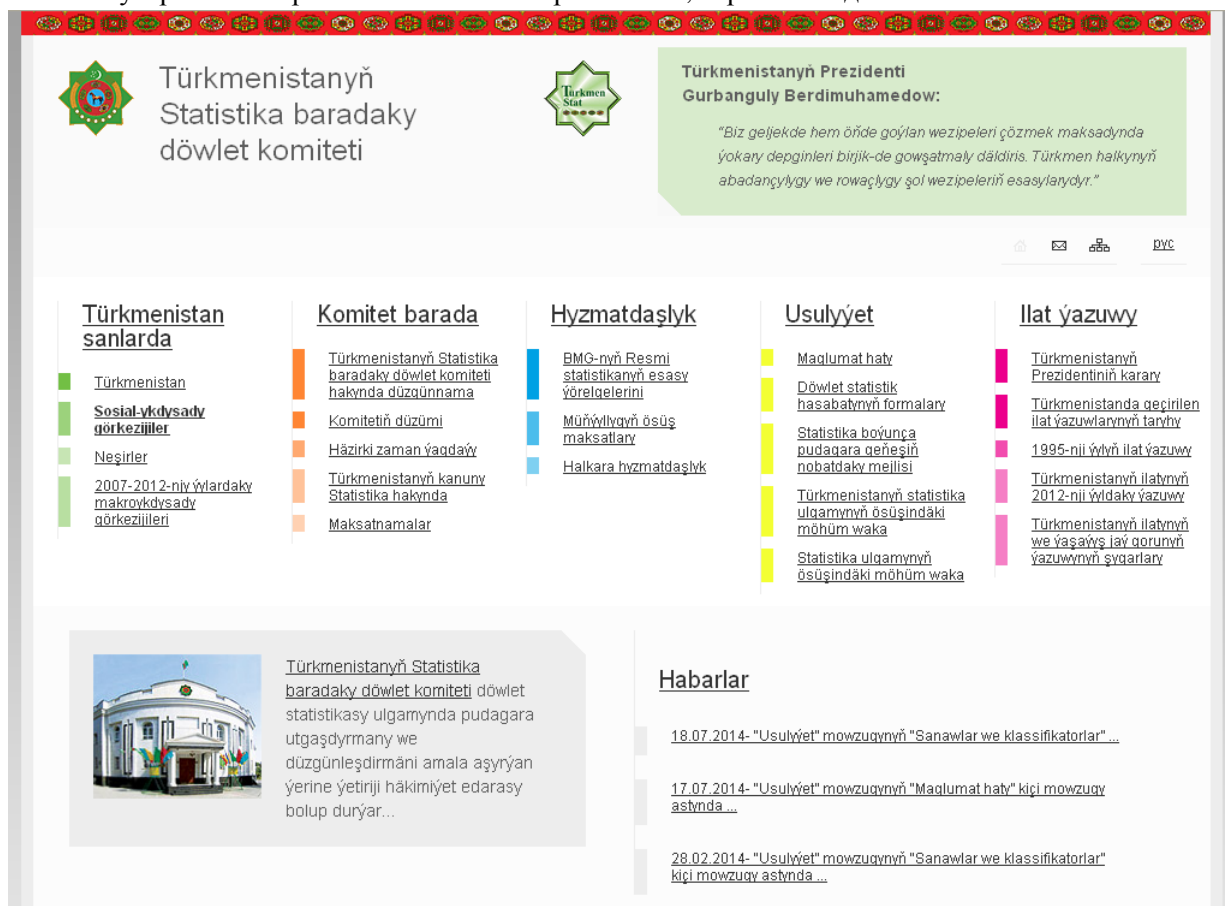 Türkmenistanyň
Statistika baradaky
döwlet komiteti
Türkmen
Stat
Türkmenistanyň Prezidenti
Gurbanguly Berdimuhamedow:
"Biz geljekde hem öňde goýlan wezipeleri çözmek maksadynda
ýokary depginleri birjik-de gowşatmaly däldiris. Türkmen halkynyň
abadançylygy we rowaçlygy şol wezipeleriň esasylarydyr."
рус
Türkmenistan
sanlarda
Türkmenistan
Sosial-ykdysady
görkezijiler
Neşirler
2007-2012-njy ýylardaky
makroykdysady
görkezijileri
Komitet barada
Türkmenistanyň Statistika
baradaky döwlet komiteti
hakynda düzgünnama
Komitetiň düzümi
Häzirki zaman ýagdaýy
Türkmenistanyň kanuny
Statistika hakynda
Maksatnamalar
Hyzmatdaşlyk
BMG-nyň Resmi
statistikanyň esasy
ýörelgelerini
Müňýyllygyň ösüş
maksatlary
Halkara hyzmatdaşlyk
Usulyýet
Maglumat haty
Döwlet statistik
hasabatynyň formalary
Statistika boýunça
pudagara geňeşiň
nobatdaky mejlisi
Türkmenistanyň statistika
ulgamynyň ösüşindäki
möhüm waka
Statistika ulgamynyň
ösüşindäki möhüm waka
Ilat ýazuwy
Türkmenistanyň
Prezidentiniň karary
Türkmenistanda geçirilen
ilat ýazuwlarynyň taryhy
1995-nji ýylyň ilat ýazuwy
Türkmenistanyň ilatynyň
2012-nji ýyldaky ýazuwy
Türkmenistanyň ilatynyň
we ýaşaýyş jaý gorunyň
ýazuwynyň şygarlary
Türkmenistanyň Statistika
baradaky döwlet komiteti döwlet
statistikasy ulgamynda pudagara
utgaşdyrmany we
düzgünleşdirmäni amala aşyrýan
ýerine ýetiriji häkimiýet edarasy
bolup durýar...
Habarlar
18.07.2014- "Usulyýet" mowzugynyň "Sanawlar we klassifikatorlar" ...
17.07.2014- "Usulyýet" mowzugynyň "Maglumat haty" kiçi mowzugy
astynda ...
28.02.2014- "Usulyýet" mowzugynyň "Sanawlar we klassifikatorlar"
kiçi mowzugy astynda ...